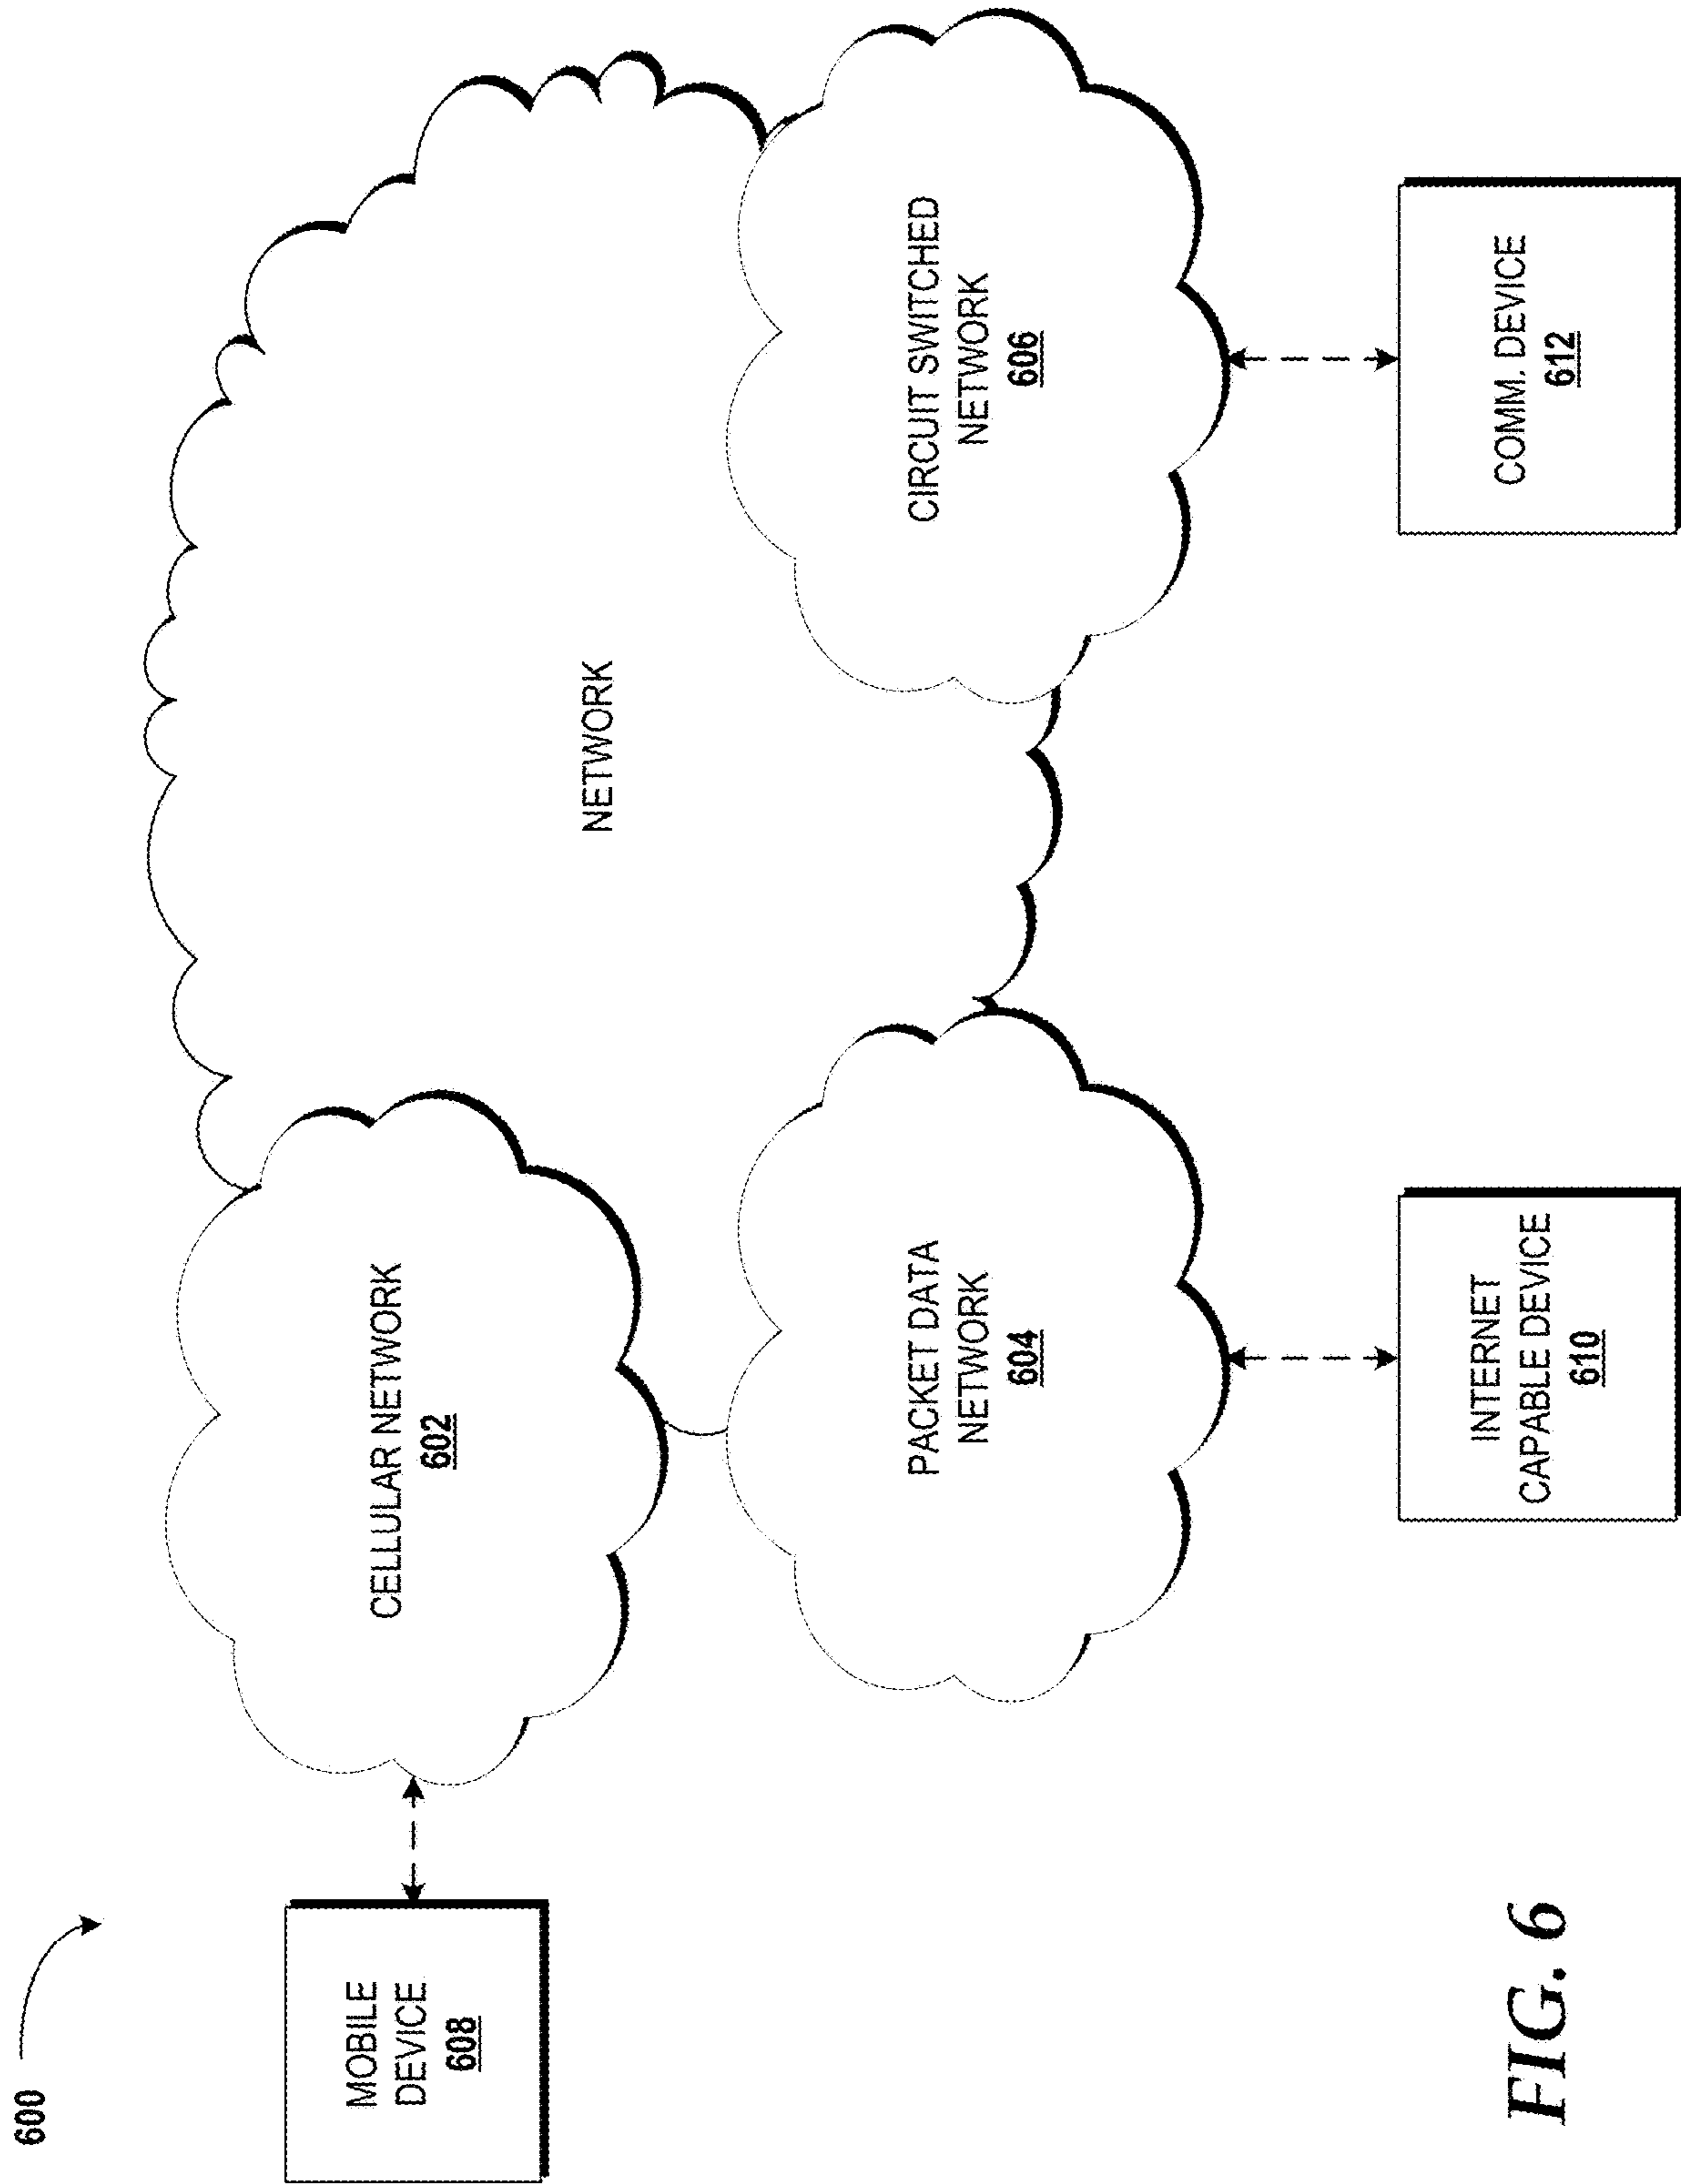 600
MOBILE
DEVICE
608
CELLULAR NETWORK
602
NETWORK
PACKET DATA
NETWORK
604
CIRCUIT SWITCHED
NETWORK
606
INTERNET
CAPABLE DEVICE
610
COMM. DEVICE
612
FIG. 6